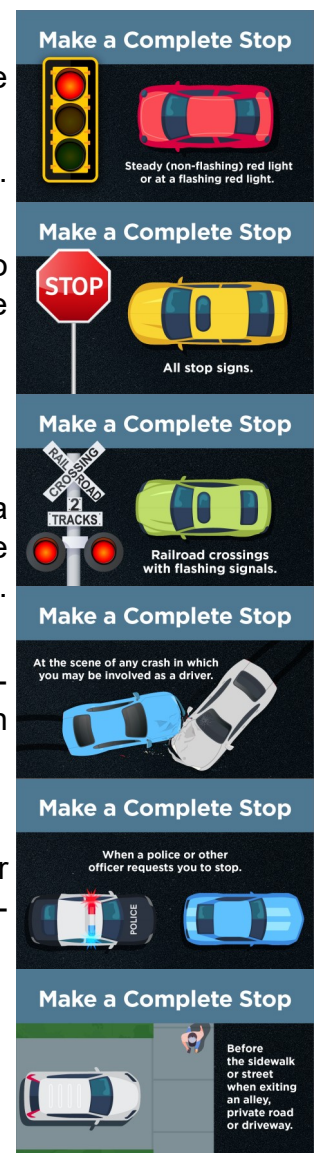 Make a Complete Stop
Steady (non-flashing) red light
or at a flashing red light.
Make a Complete Stop
STOP
All stop signs.
Make a Complete Stop
RAIL ROAD
CROSSING
2
TRACKS
Railroad crossings
with flashing signals.
Make a Complete Stop
At the scene of any crash in which
you may be involved as a driver.
Make a Complete Stop
When a police or other
officer requests you to stop.
POLICE
Make a Complete Stop
Before
the sidewalk
or street
when exiting
an alley,
private road
or driveway.